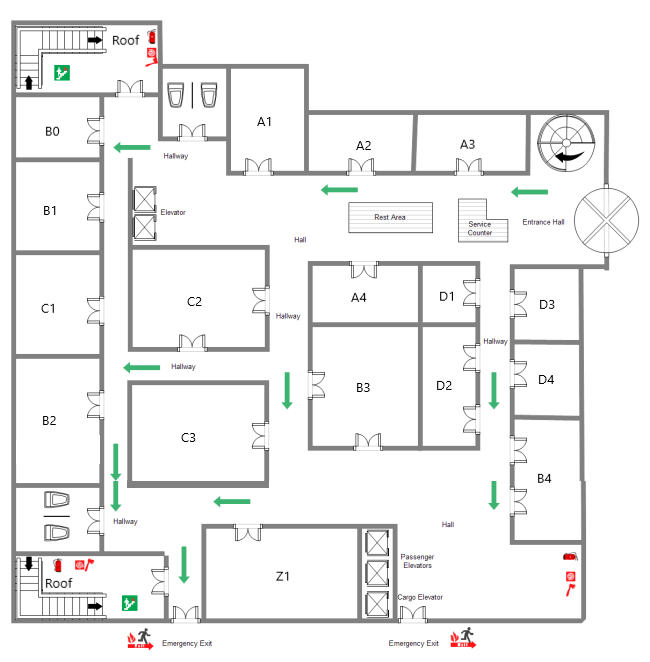 Roof
A1
B0
A2
A3
Hallway
B1
Elevator
Rest Area
Service
Counter
Entrance Hall
Hall
A4
D1
D3
C2
C1
Hallway
Hallway
Hallway
D4
B3
D2
B2
C3
B4
Hallway
Hall
Passenger
Elevators
Z1
Roof
Cargo Elevator
Emergency Exit
Emergency Exit